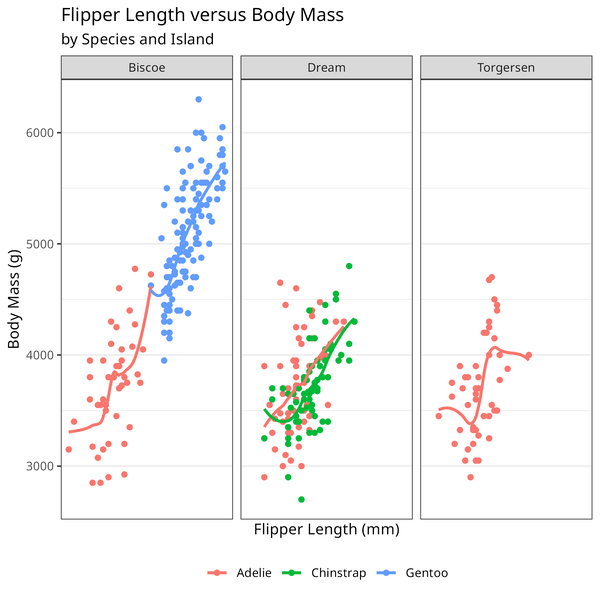 Flipper Length versus Body Mass
by Species and Island
Biscoe Dream Torgersen
6000
5000
4000
3000
Body Mass (g)
Flipper Length (mm)
Adelie Chinstrap Gentoo